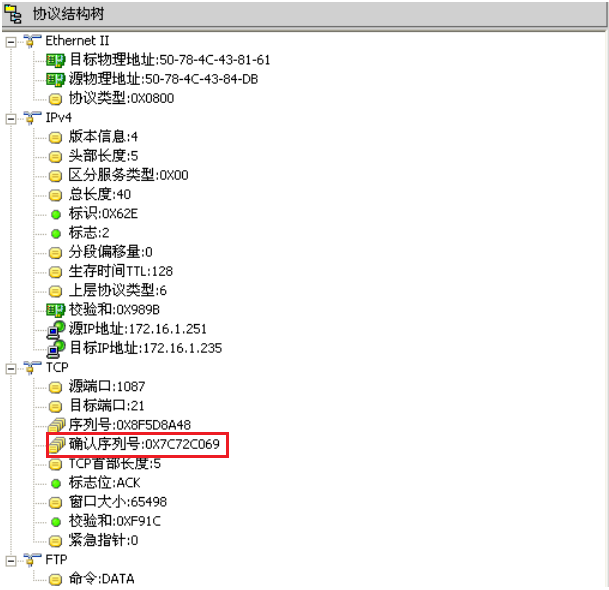 协议结构树
Ethernet II
目标物理地址:50-78-4C-43-81-61
源物理地址:50-78-4C-43-84-DB
协议类型:0X0800
IPv4
版本信息:4
头部长度:5
区分服务类型:0X00
总长度:40
标识:0X62E
标志:2
分段偏移量:0
生存时间TTL:128
上层协议类型:6
校验和:0X989B
源IP地址:172.16.1.251
目标IP地址:172.16.1.235
TCP
源端口:1087
目标端口:21
序列号:0X8F5D8A48
确认序列号:0X7C72C069
TCP首部长度:5
标志位:ACK
窗口大小:65498
校验和:0XF91C
紧急指针:0
FTP
命令:DATA